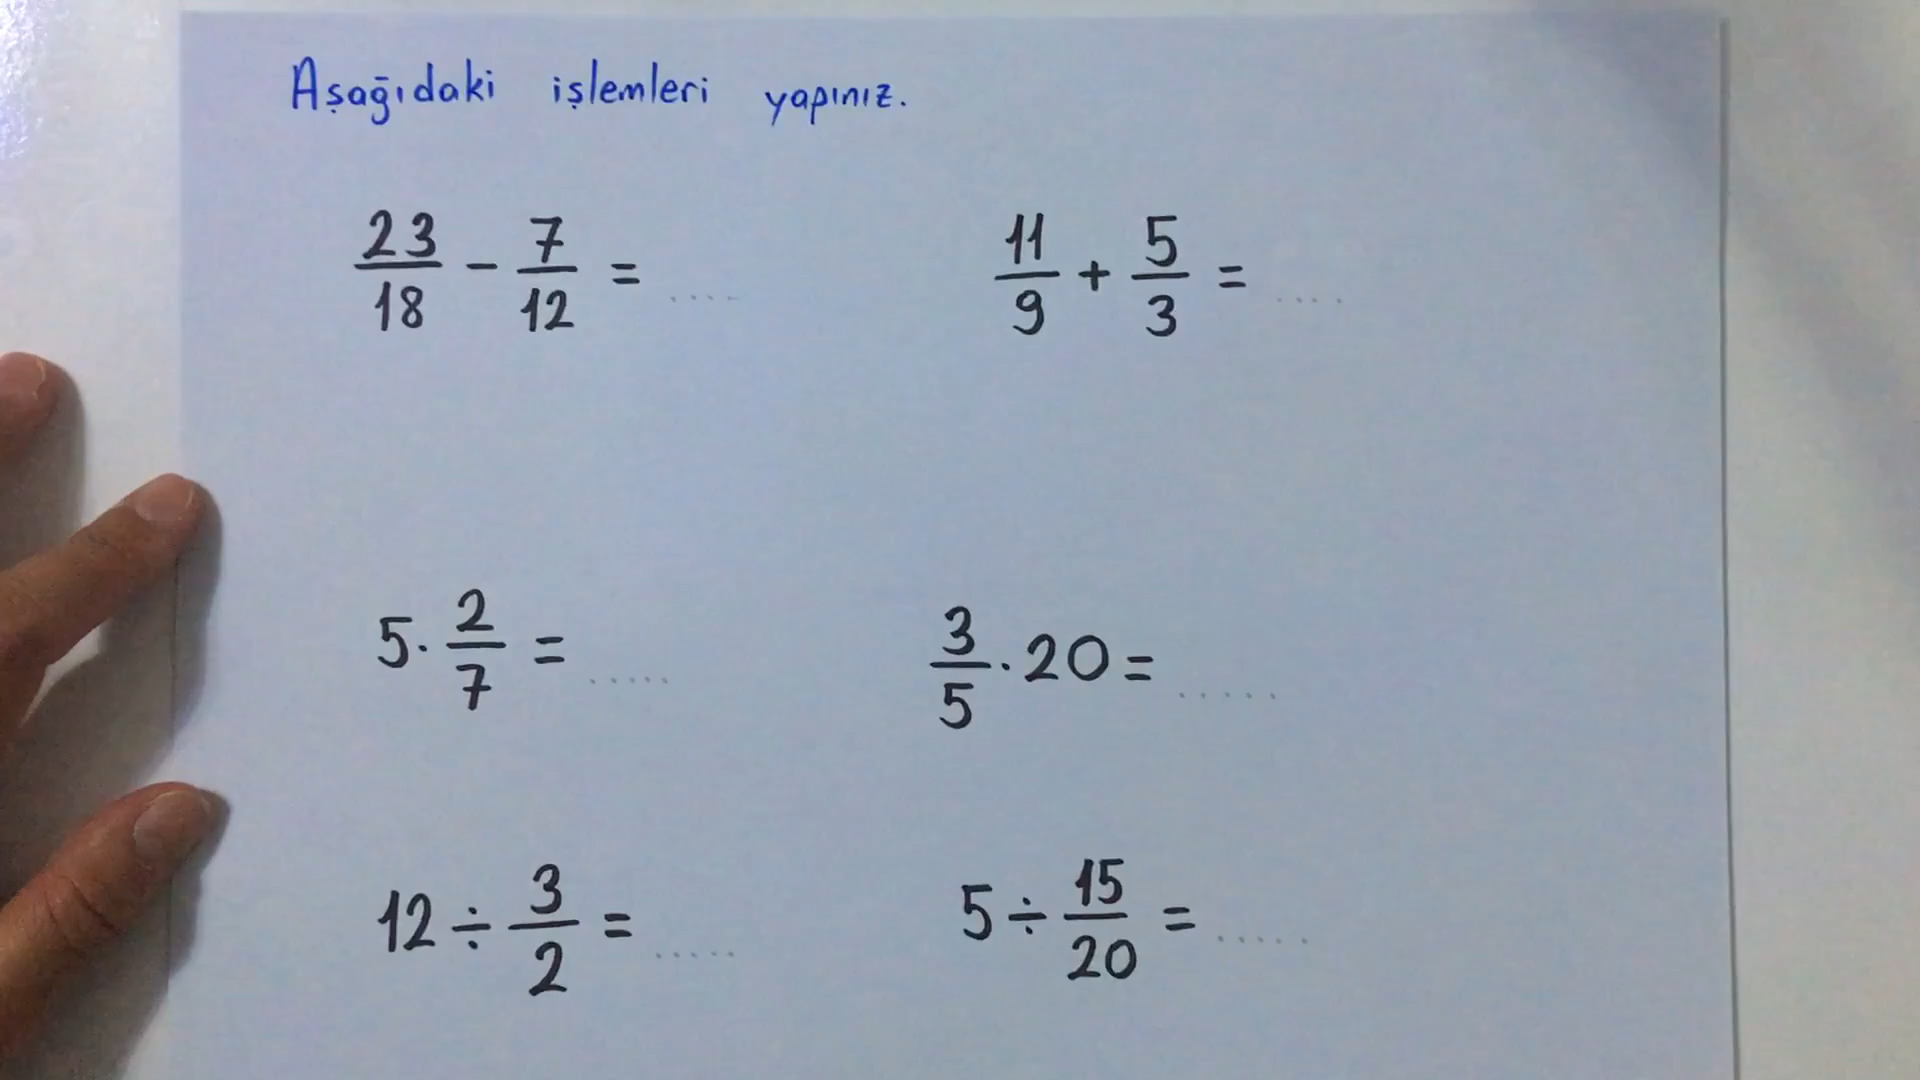 Aşağıdaki işlemleri yapınız.
23/18 - 7/12 = ....
11/9 + 5/3 = ....
5 · 2/7 = .....
3/5 · 20 = .....
12 ÷ 3/2 = .....
5 ÷ 15/20 = .....